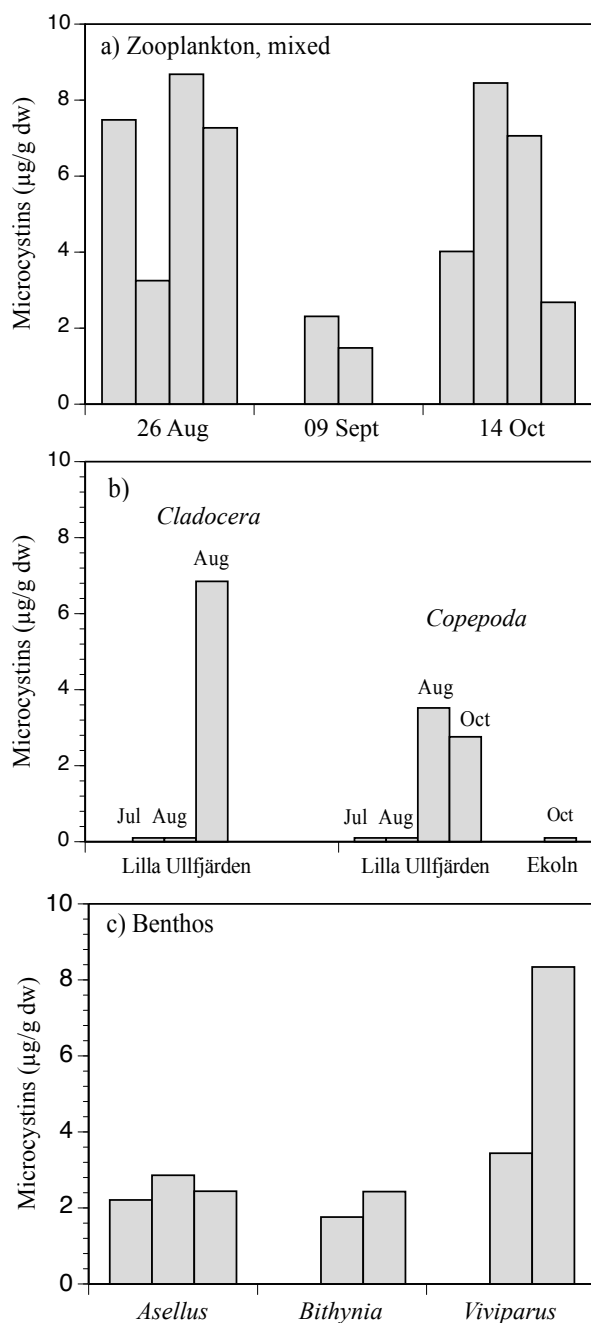 10
a) Zooplankton, mixed
8
6
4
2
0
Microcystins (µg/g dw)
26 Aug 09 Sept 14 Oct
10
b)
Cladocera
8
Aug
6
Copepoda
4
Aug
Oct
2
Jul Aug Jul Aug Oct
0
Microcystins (µg/g dw)
Lilla Ullfjärden Lilla Ullfjärden Ekoln
10
c) Benthos
8
6
4
2
0
Microcystins (µg/g dw)
Asellus Bithynia Viviparus